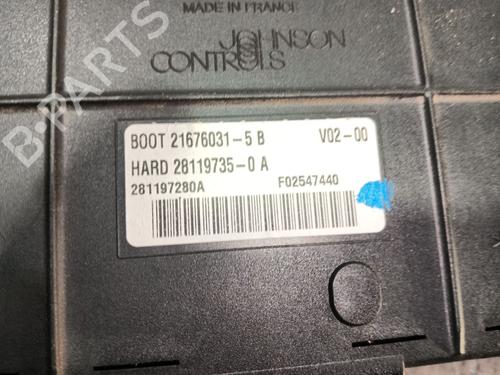 MADE IN FRANCE
JOHNSON
CONTROLS
B-PARTS
BOOT 21676031-5 B V02-00
HARD 28119735-0 A
281197280A F02547440